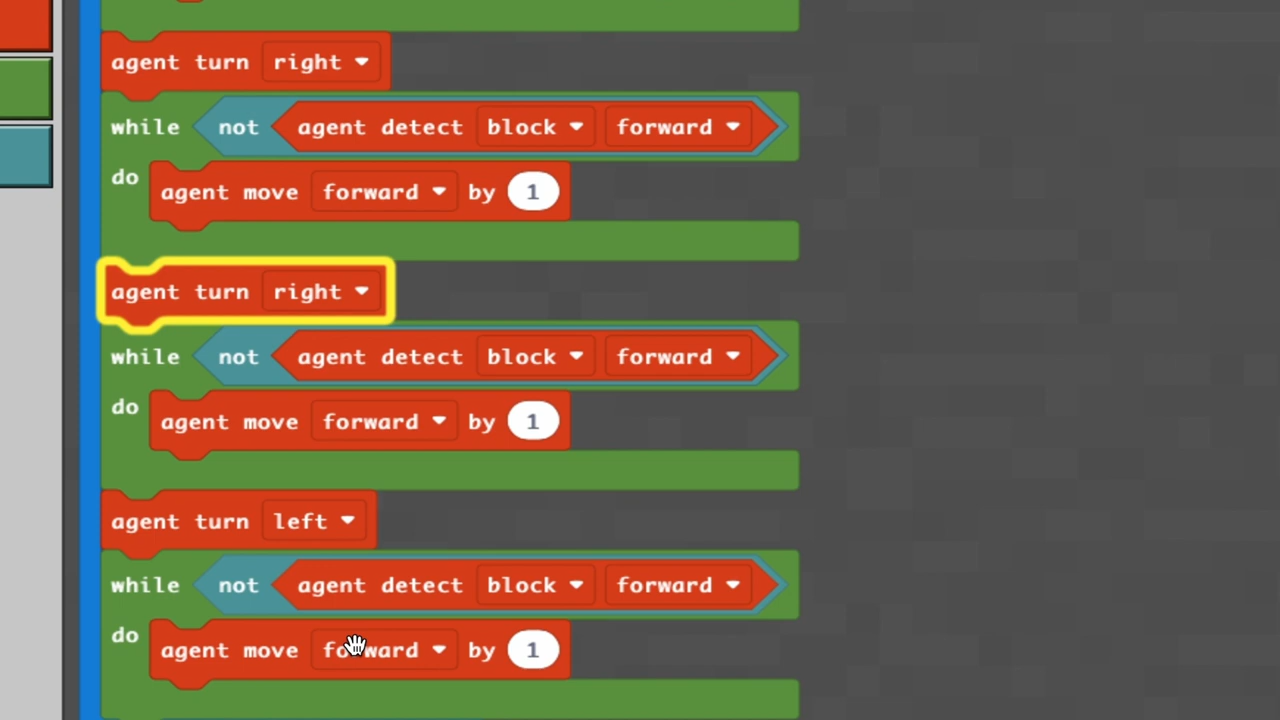 agent turn right
while not agent detect block forward
do agent move forward by 1
agent turn right
while not agent detect block forward
do agent move forward by 1
agent turn left
while not agent detect block forward
do agent move forward by 1